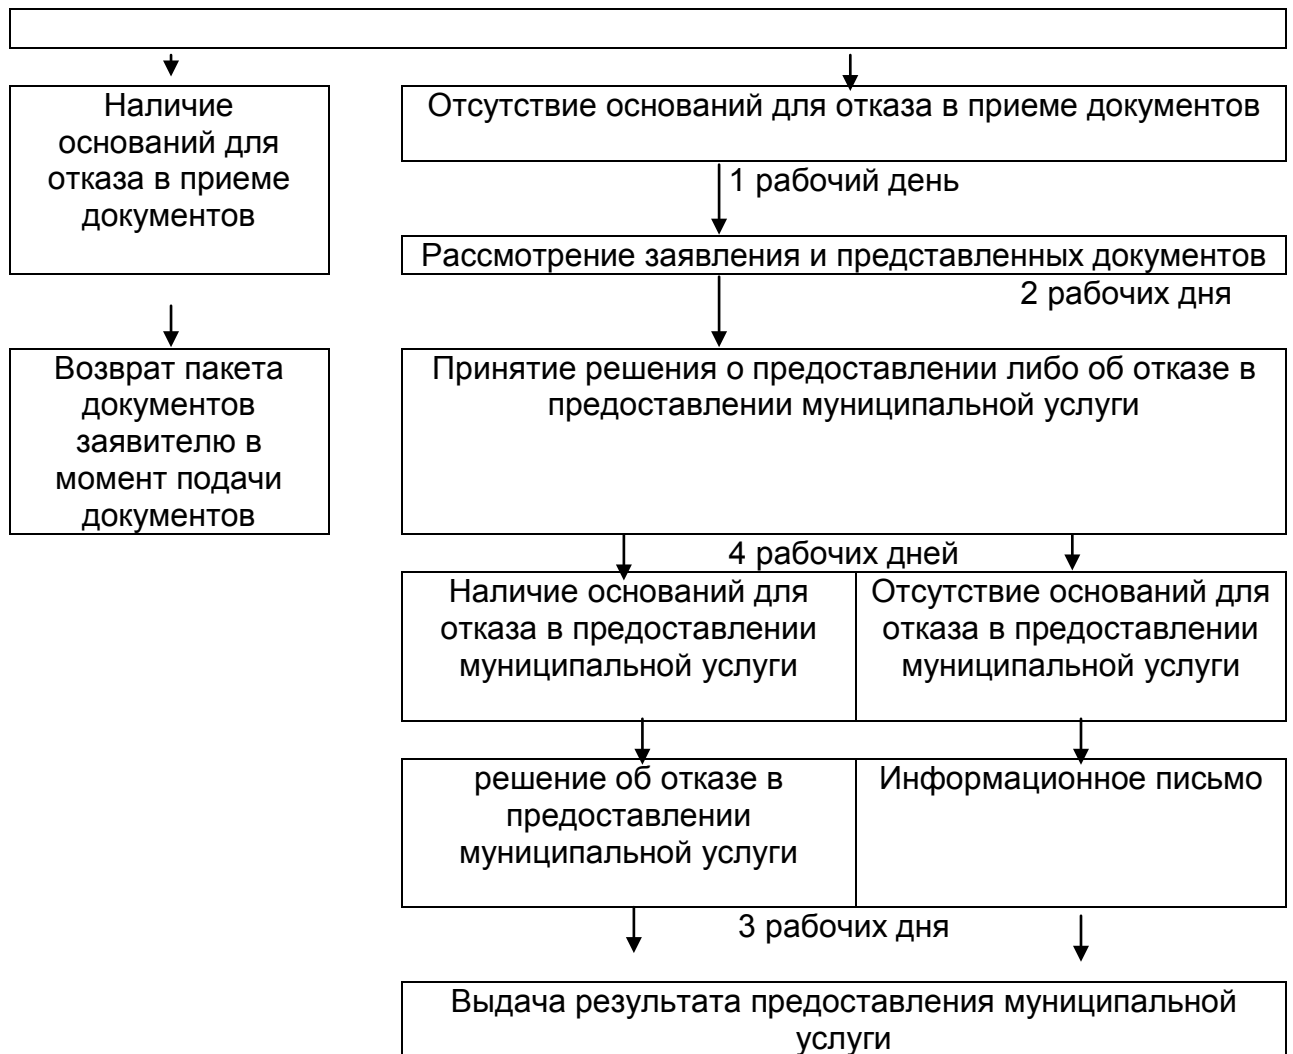 Наличие
оснований для
отказа в приеме
документов
Отсутствие оснований для отказа в приеме документов
1 рабочий день
Рассмотрение заявления и представленных документов
2 рабочих дня
Возврат пакета
документов
заявителю в
момент подачи
документов
Принятие решения о предоставлении либо об отказе в
предоставлении муниципальной услуги
4 рабочих дней
Наличие оснований для
отказа в предоставлении
муниципальной услуги
Отсутствие оснований для
отказа в предоставлении
муниципальной услуги
решение об отказе в
предоставлении
муниципальной услуги
Информационное письмо
3 рабочих дня
Выдача результата предоставления муниципальной
услуги